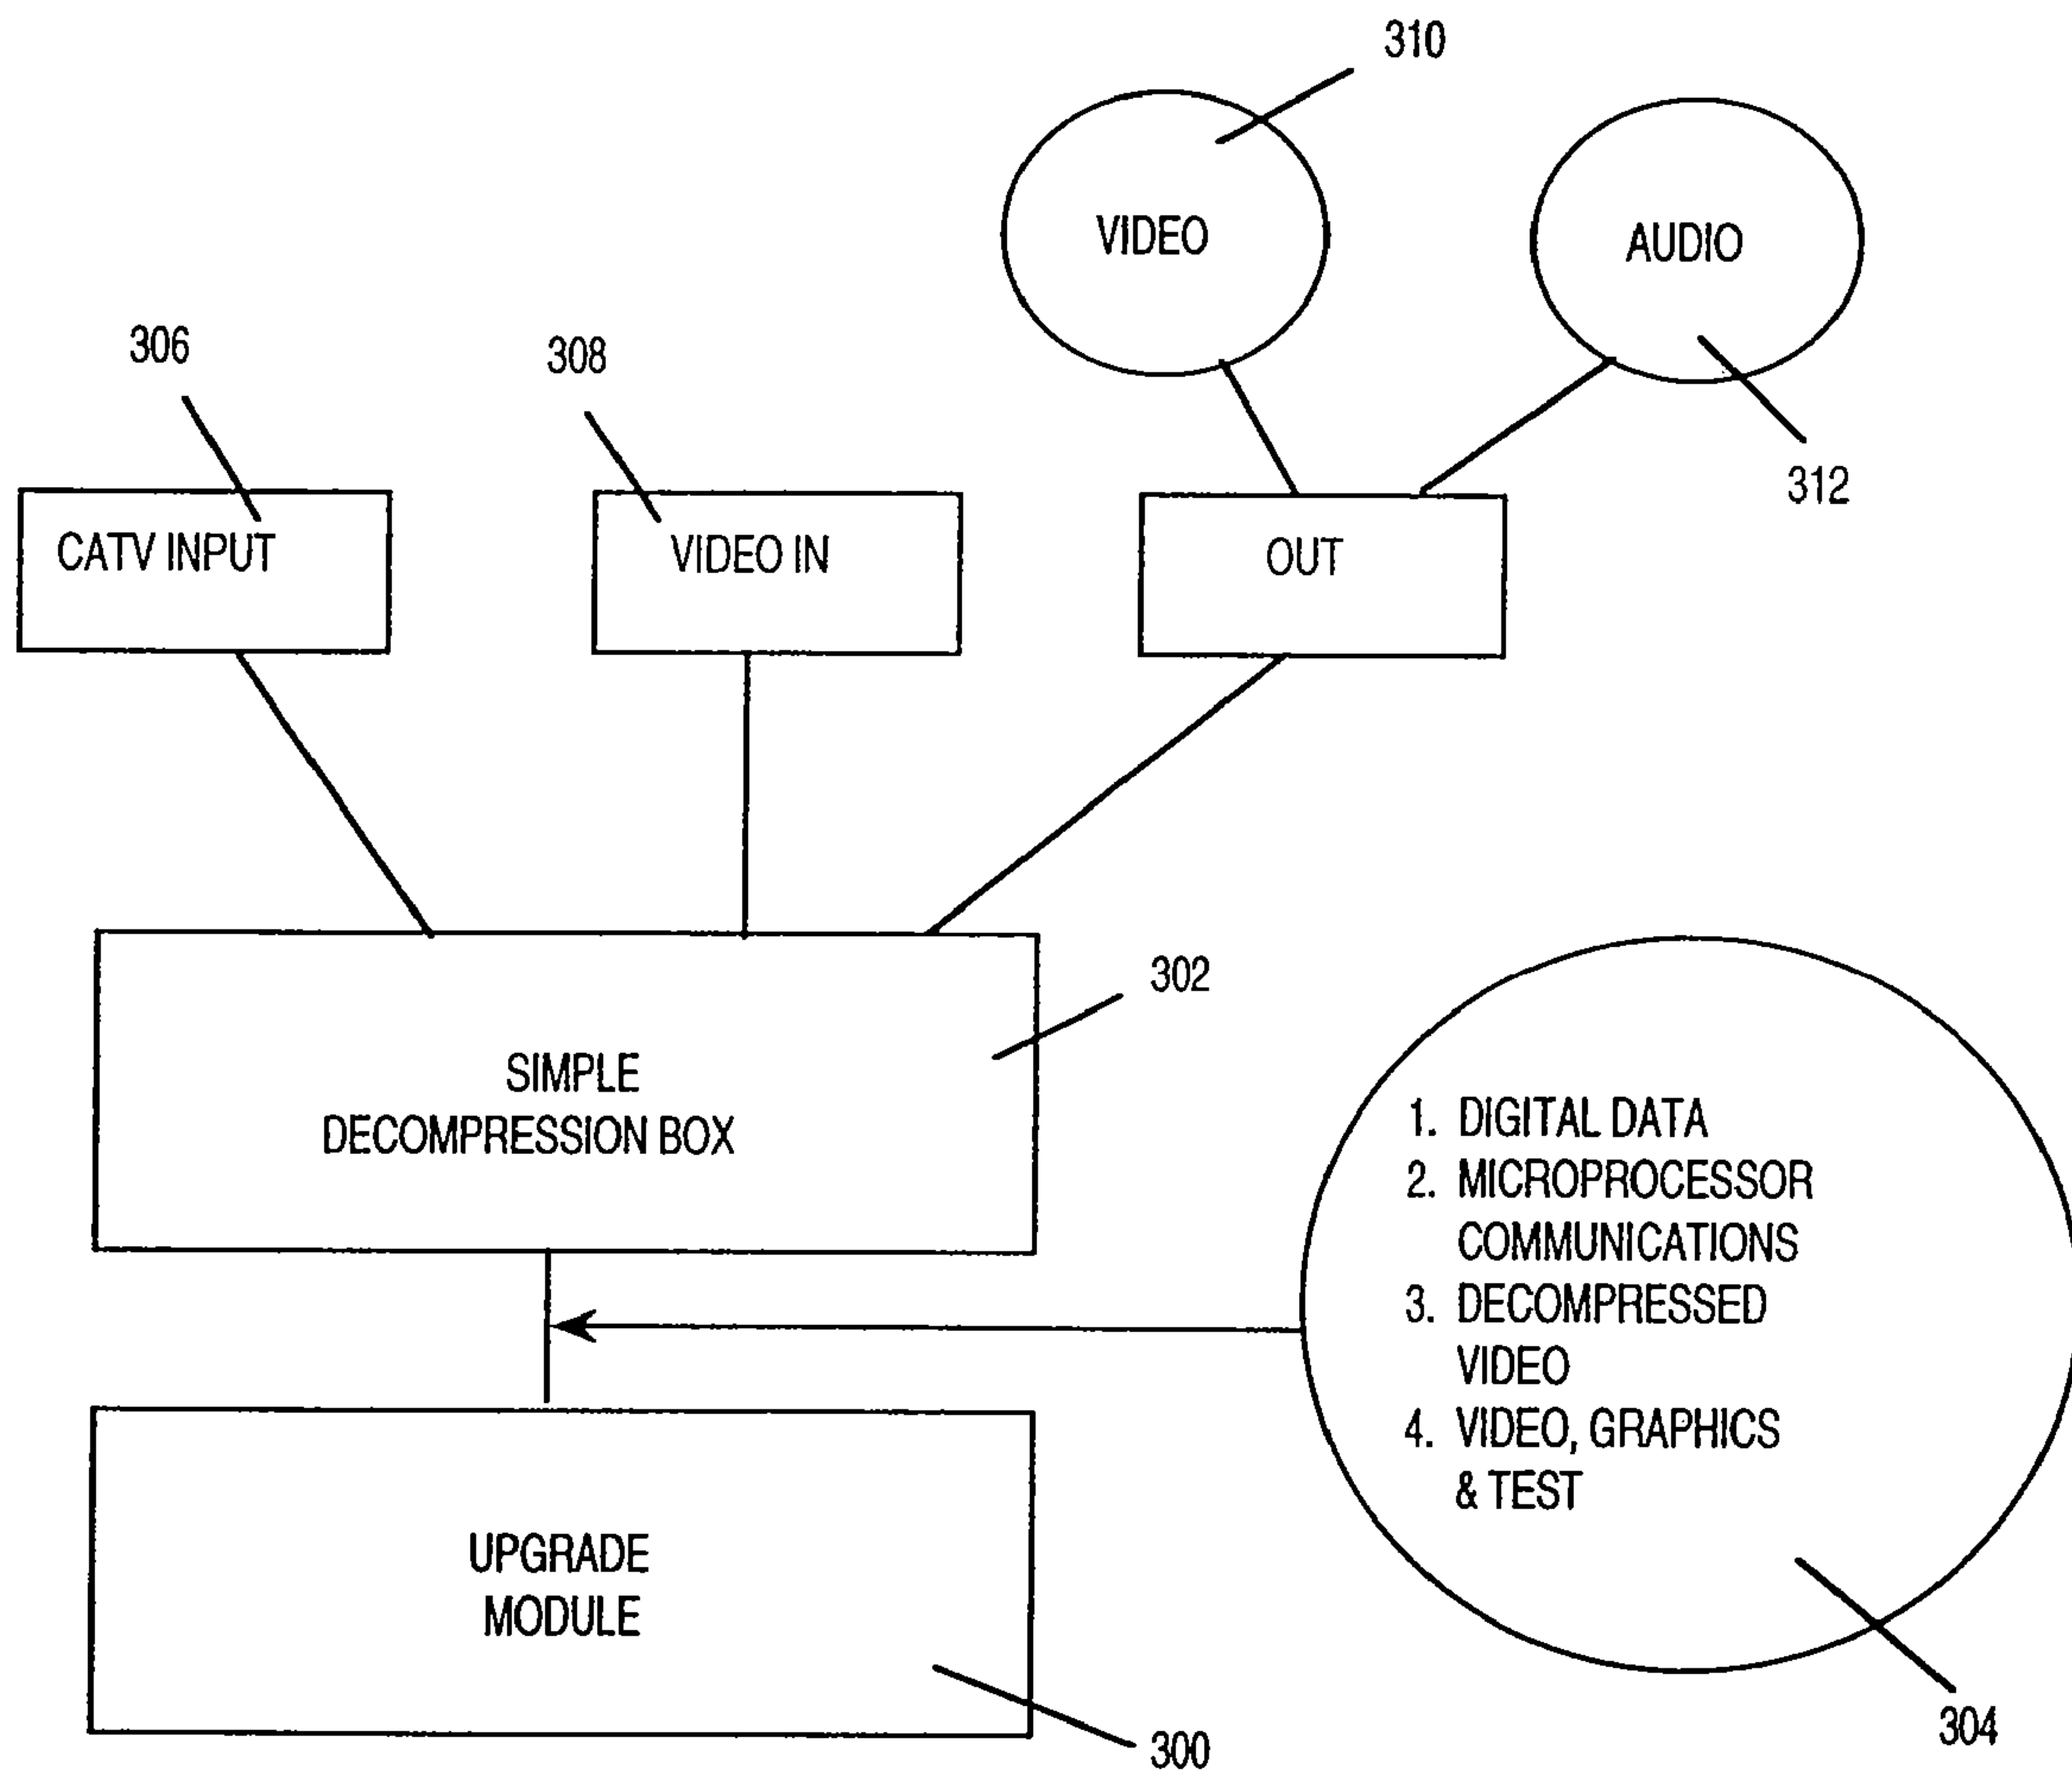 310
VIDEO
AUDIO
306
308
312
CATV INPUT
VIDEO IN
OUT
302
SIMPLE
DECOMPRESSION BOX
1. DIGITAL DATA
2. MICROPROCESSOR
COMMUNICATIONS
3. DECOMPRESSED
VIDEO
4. VIDEO, GRAPHICS
& TEST
UPGRADE
MODULE
304
300